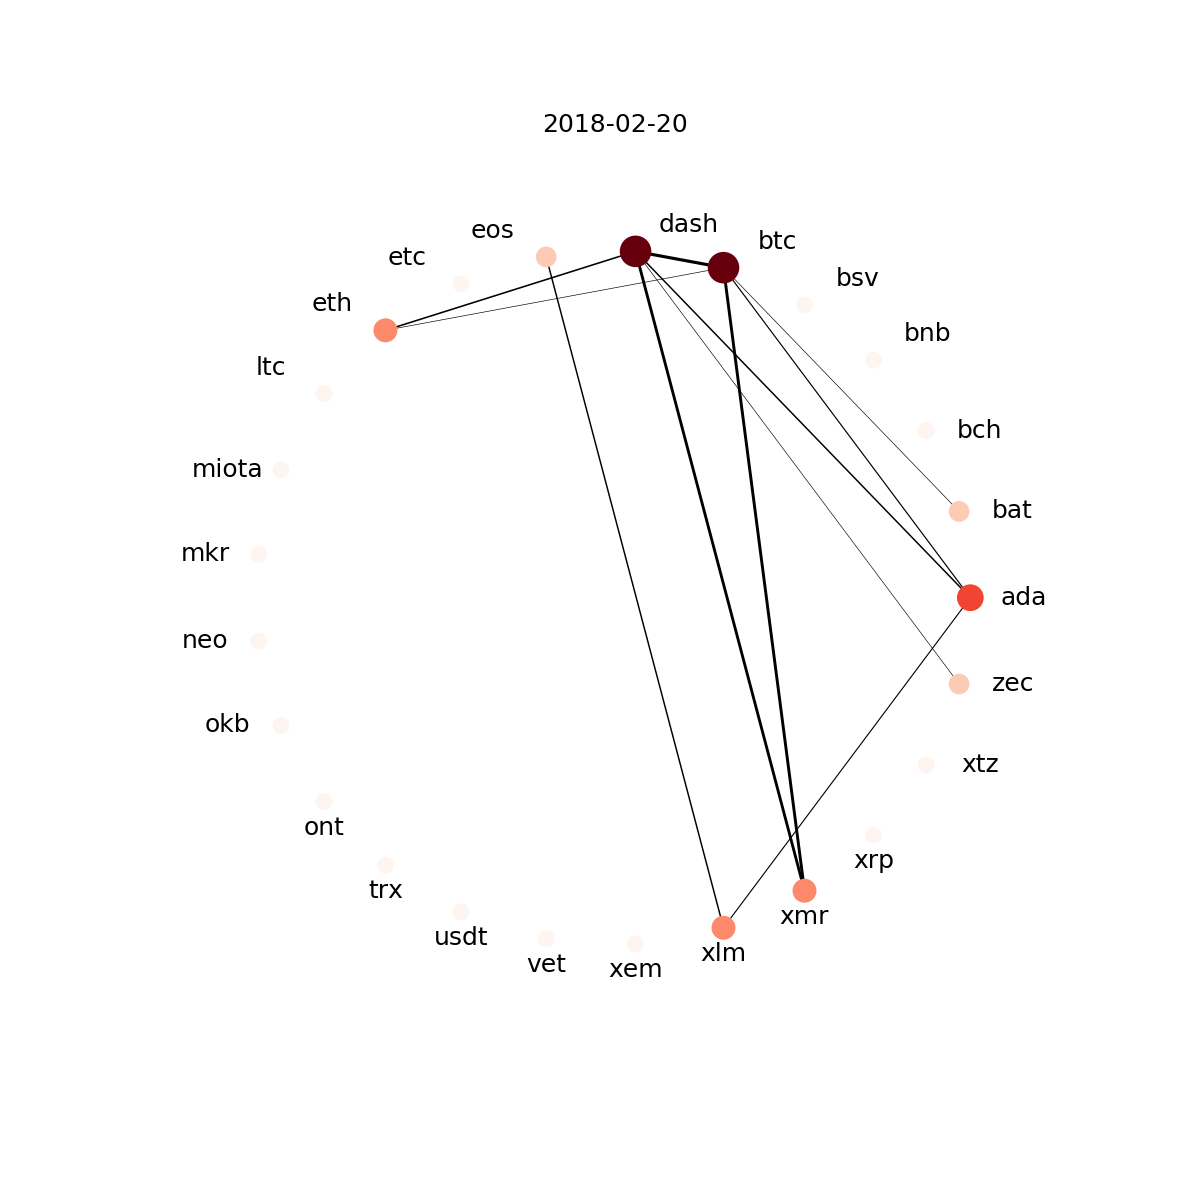 2018-02-20
dash
eos
btc
etc
bsv
eth
bnb
ltc
bch
miota
bat
mkr
ada
neo
zec
okb
xtz
ont
xrp
trx
xmr
usdt
xlm
vet
xem